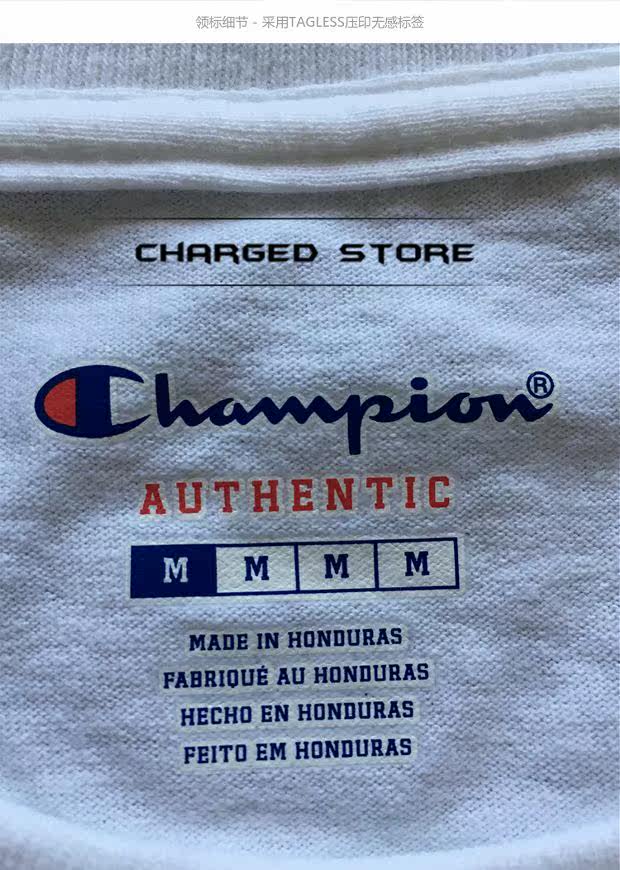 领标细节 - 采用TAGLESS压印无感标签
CHARGED STORE
Champion®
AUTHENTIC
M M M M
MADE IN HONDURAS
FABRIQUÉ AU HONDURAS
HECHO EN HONDURAS
FEITO EM HONDURAS